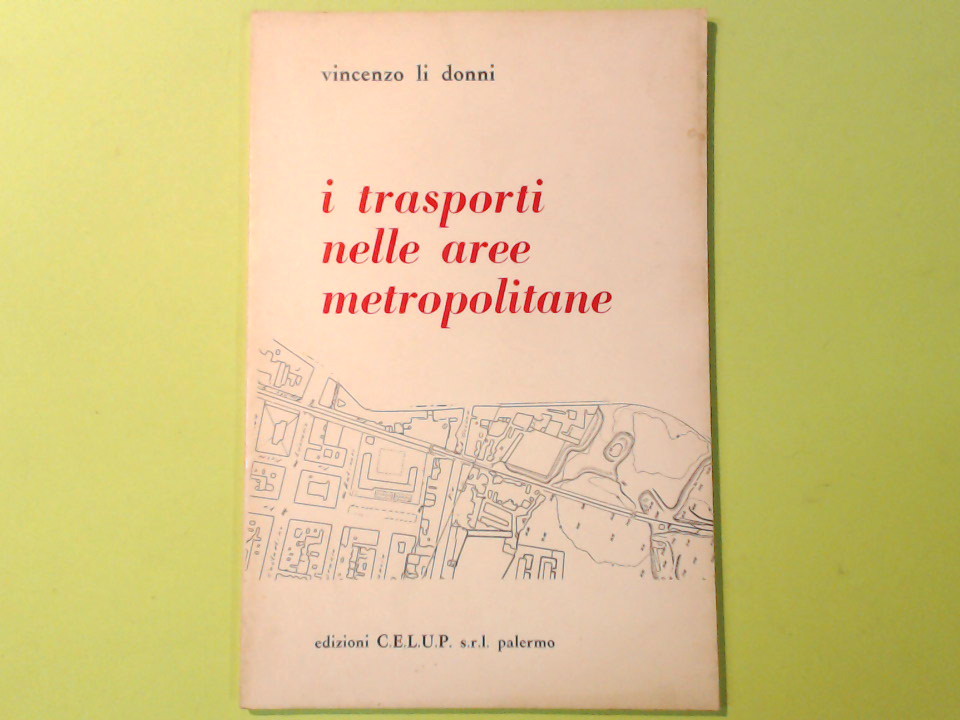 vincenzo li donni
i trasporti
nelle aree
metropolitane
edizioni C.E.L.U.P. s.r.l. palermo